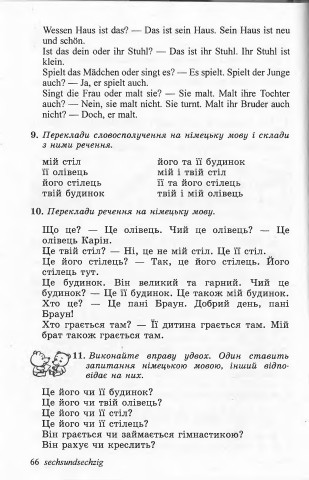 Wessen Haus ist das? — Das ist sein Haus. Sein Haus ist neu
und schön.
Ist das dein oder ihr Stuhl? — Das ist ihr Stuhl. Ihr Stuhl ist
klein.
Spielt das Mädchen oder singt es? — Es spielt. Spielt der Junge
auch? — Ja, er spielt auch.
Singt die Frau oder malt sie? — Sie malt. Malt ihre Tochter
auch? — Nein, sie malt nicht. Sie turnt. Malt ihr Bruder auch
nicht? — Doch, er malt.
9. Переклади словосполучення на німецьку мову і склади
з ними речення.
мій стіл його та її будинок
її олівець мій і твій стіл
його стілець її та його стілець
твій будинок твій і мій олівець
10. Переклади речення на німецьку мову.
Що це? — Це олівець. Чий це олівець? — Це
олівець Карін.
Це твій стіл? — Ні, це не мій стіл. Це її стіл.
Це його стілець? — Так, це його стілець. Його
стілець тут.
Це будинок. Він великий та гарний. Чий це
будинок? — Це її будинок. Це також мій будинок.
Хто це? — Це пані Браун. Добрий день, пані
Браун!
Хто грається там? — Її дитина грається там. Мій
брат також грається там.
11. Виконайте вправу удвох. Один ставить
запитання німецькою мовою, інший відпо-
відає на них.
Це його чи її будинок?
Це його чи твій олівець?
Це його чи її стіл?
Це його чи її стілець?
Він грається чи займається гімнастикою?
Він рахує чи креслить?
66 sechsundsechzig